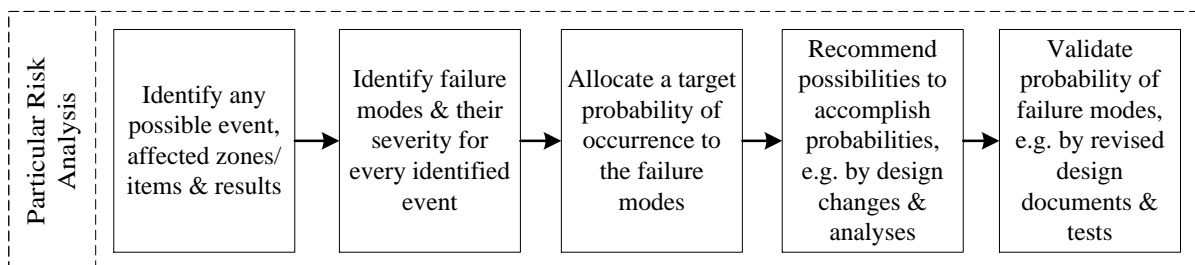 Particular Risk
Analysis
Identify any
possible event,
affected zones/
items & results
Identify failure
modes & their
severity for
every identified
event
Allocate a target
probability of
occurrence to
the failure
modes
Recommend
possibilities to
accomplish
probabilities,
e.g. by design
changes &
analyses
Validate
probability of
failure modes,
e.g. by revised
design
documents &
tests